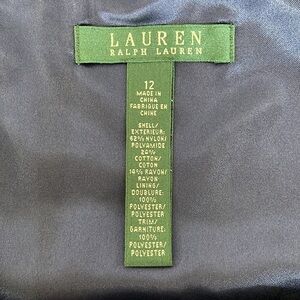 LAUREN
RALPH LAUREN
12
MADE IN
CHINA
FABRIQUE EN
CHINE
SHELL/
EXTERIEUR:
62% NYLON/
POLYAMIDE
24%
COTTON/
COTON
14% RAYON/
RAYON
LINING/
DOUBLURE:
100%
POLYESTER/
POLYESTER
TRIM/
GARNITURE:
100%
POLYESTER/
POLYESTER